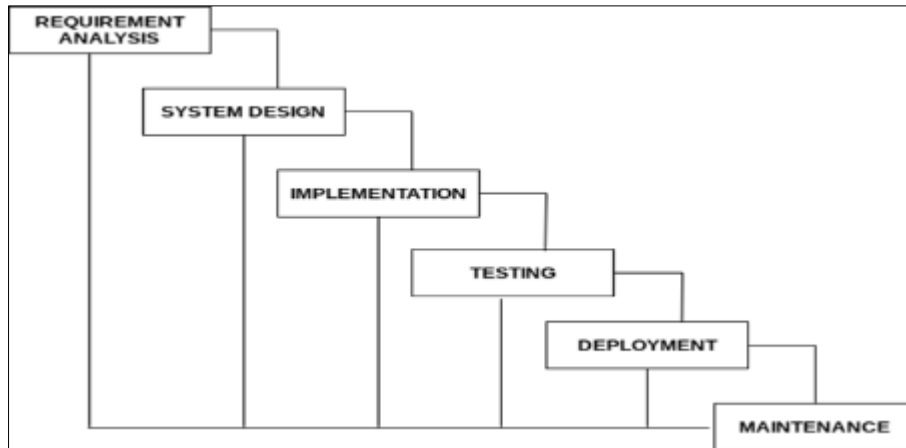 REQUIREMENT
ANALYSIS
SYSTEM DESIGN
IMPLEMENTATION
TESTING
DEPLOYMENT
MAINTENANCE